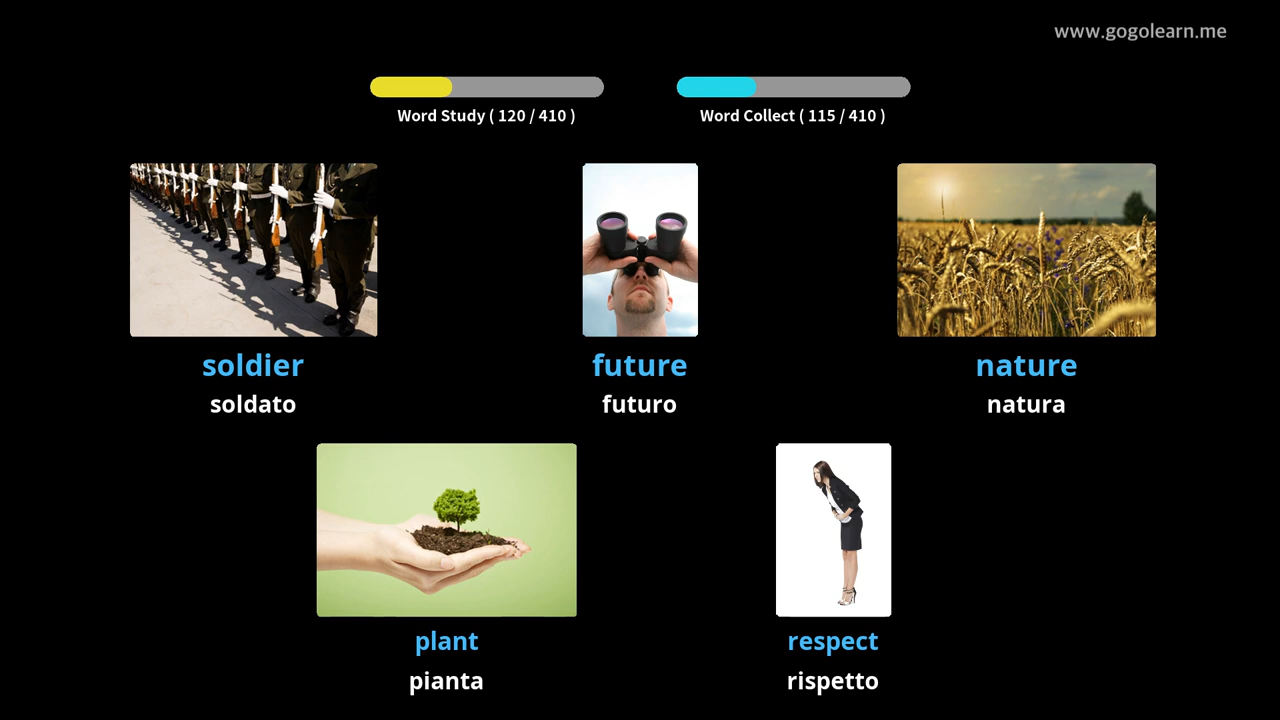 www.gogolearn.me
Word Study ( 120 / 410 )
Word Collect ( 115 / 410 )
soldier
soldato
future
futuro
nature
natura
plant
pianta
respect
rispetto